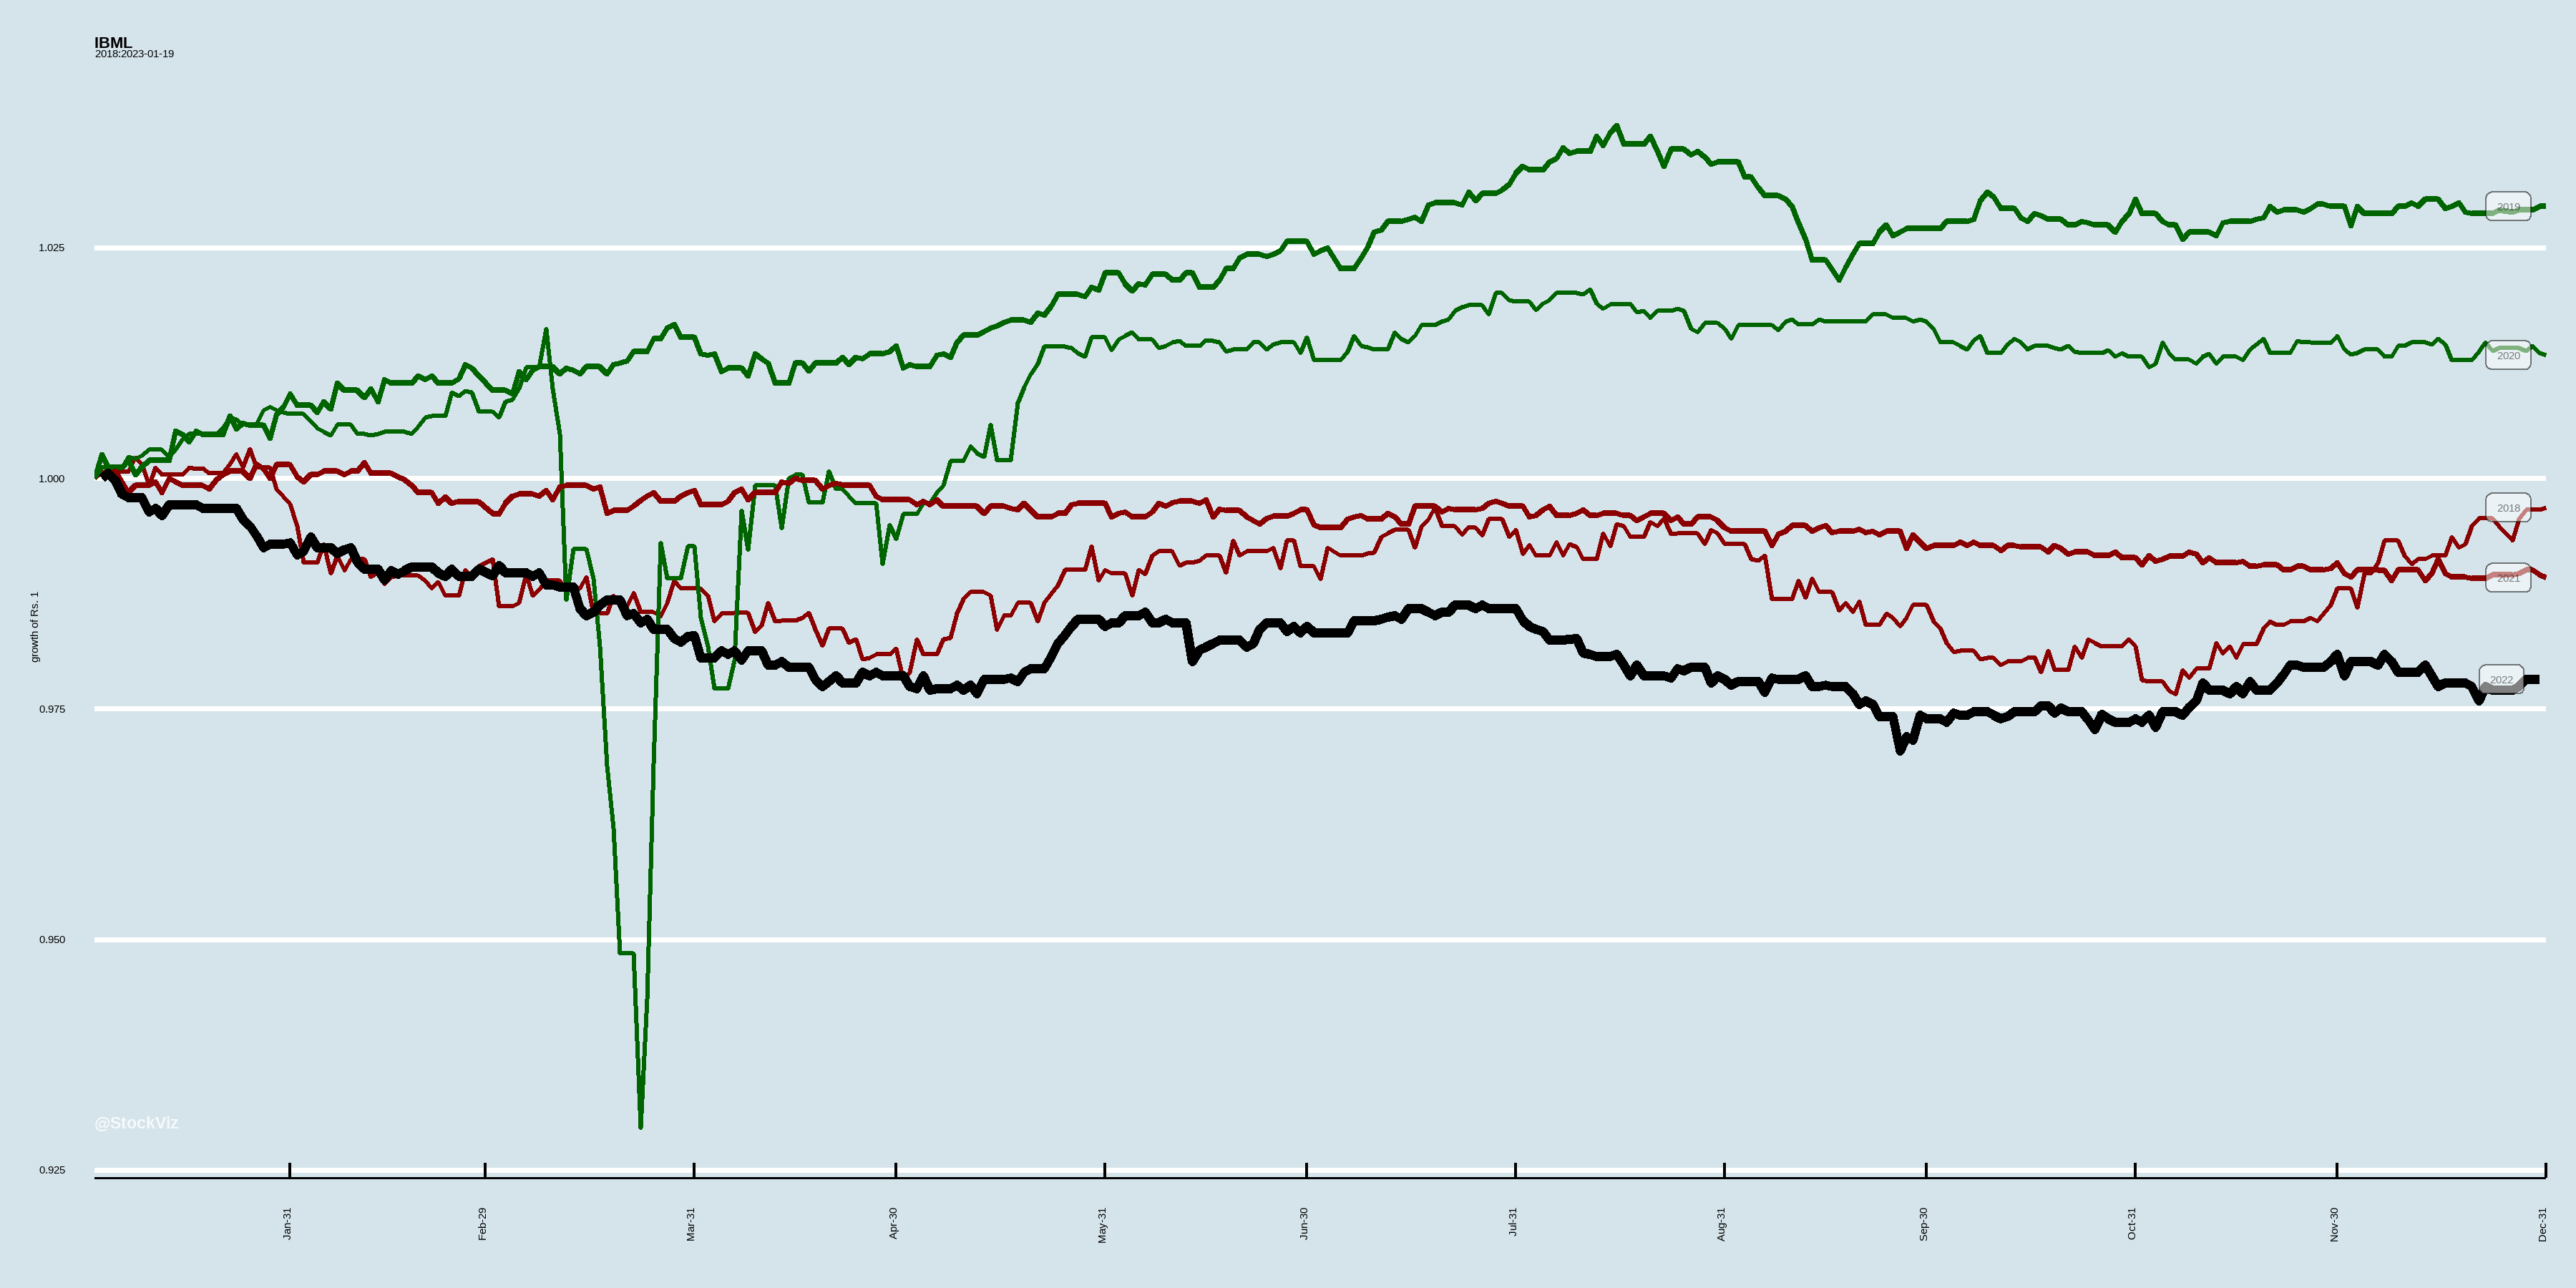 IBML
2018:2023-01-19
growth of Rs. 1
1.025
1.000
0.975
0.950
0.925
2019
2020
2018
2021
2022
@StockViz
Jan-31
Feb-29
Mar-31
Apr-30
May-31
Jun-30
Jul-31
Aug-31
Sep-30
Oct-31
Nov-30
Dec-31